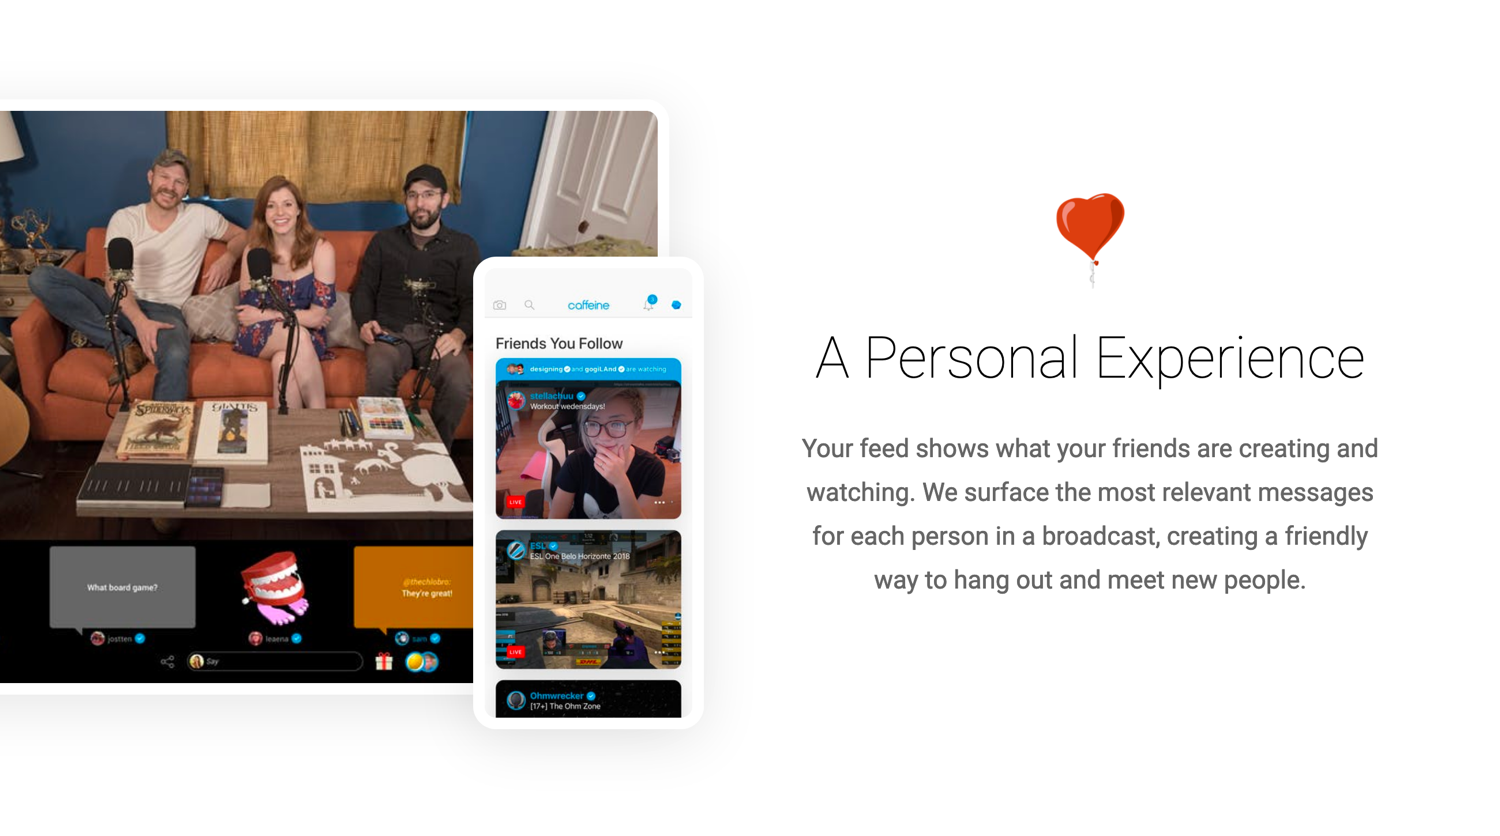 A Personal Experience
Your feed shows what your friends are creating and
watching. We surface the most relevant messages
for each person in a broadcast, creating a friendly
way to hang out and meet new people.
caffeine
Friends You Follow
designing and gogiLAnd are watching
stellachuu
Workout wedensdays!
LIVE
ESL
ESL One Belo Horizonte 2018
LIVE
Ohmwrecker
[17+] The Ohm Zone
What board game?
jostten
leaena
@thechlobro:
They're great!
sam
Say